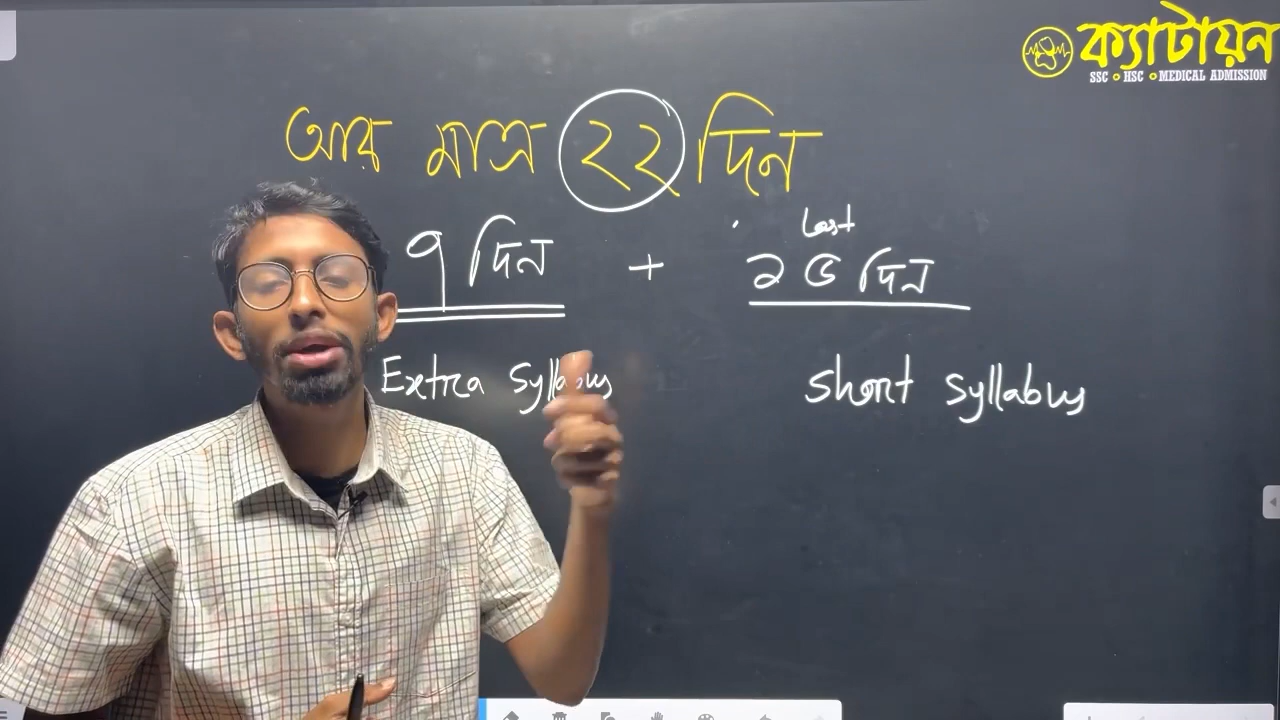 ক্যাটায়ন
SSC HSC MEDICAL ADMISSION
আর মাত্র ২২ দিন
৭ দিন + Last ১৫ দিন
Extra Syllabus
Short Syllabus